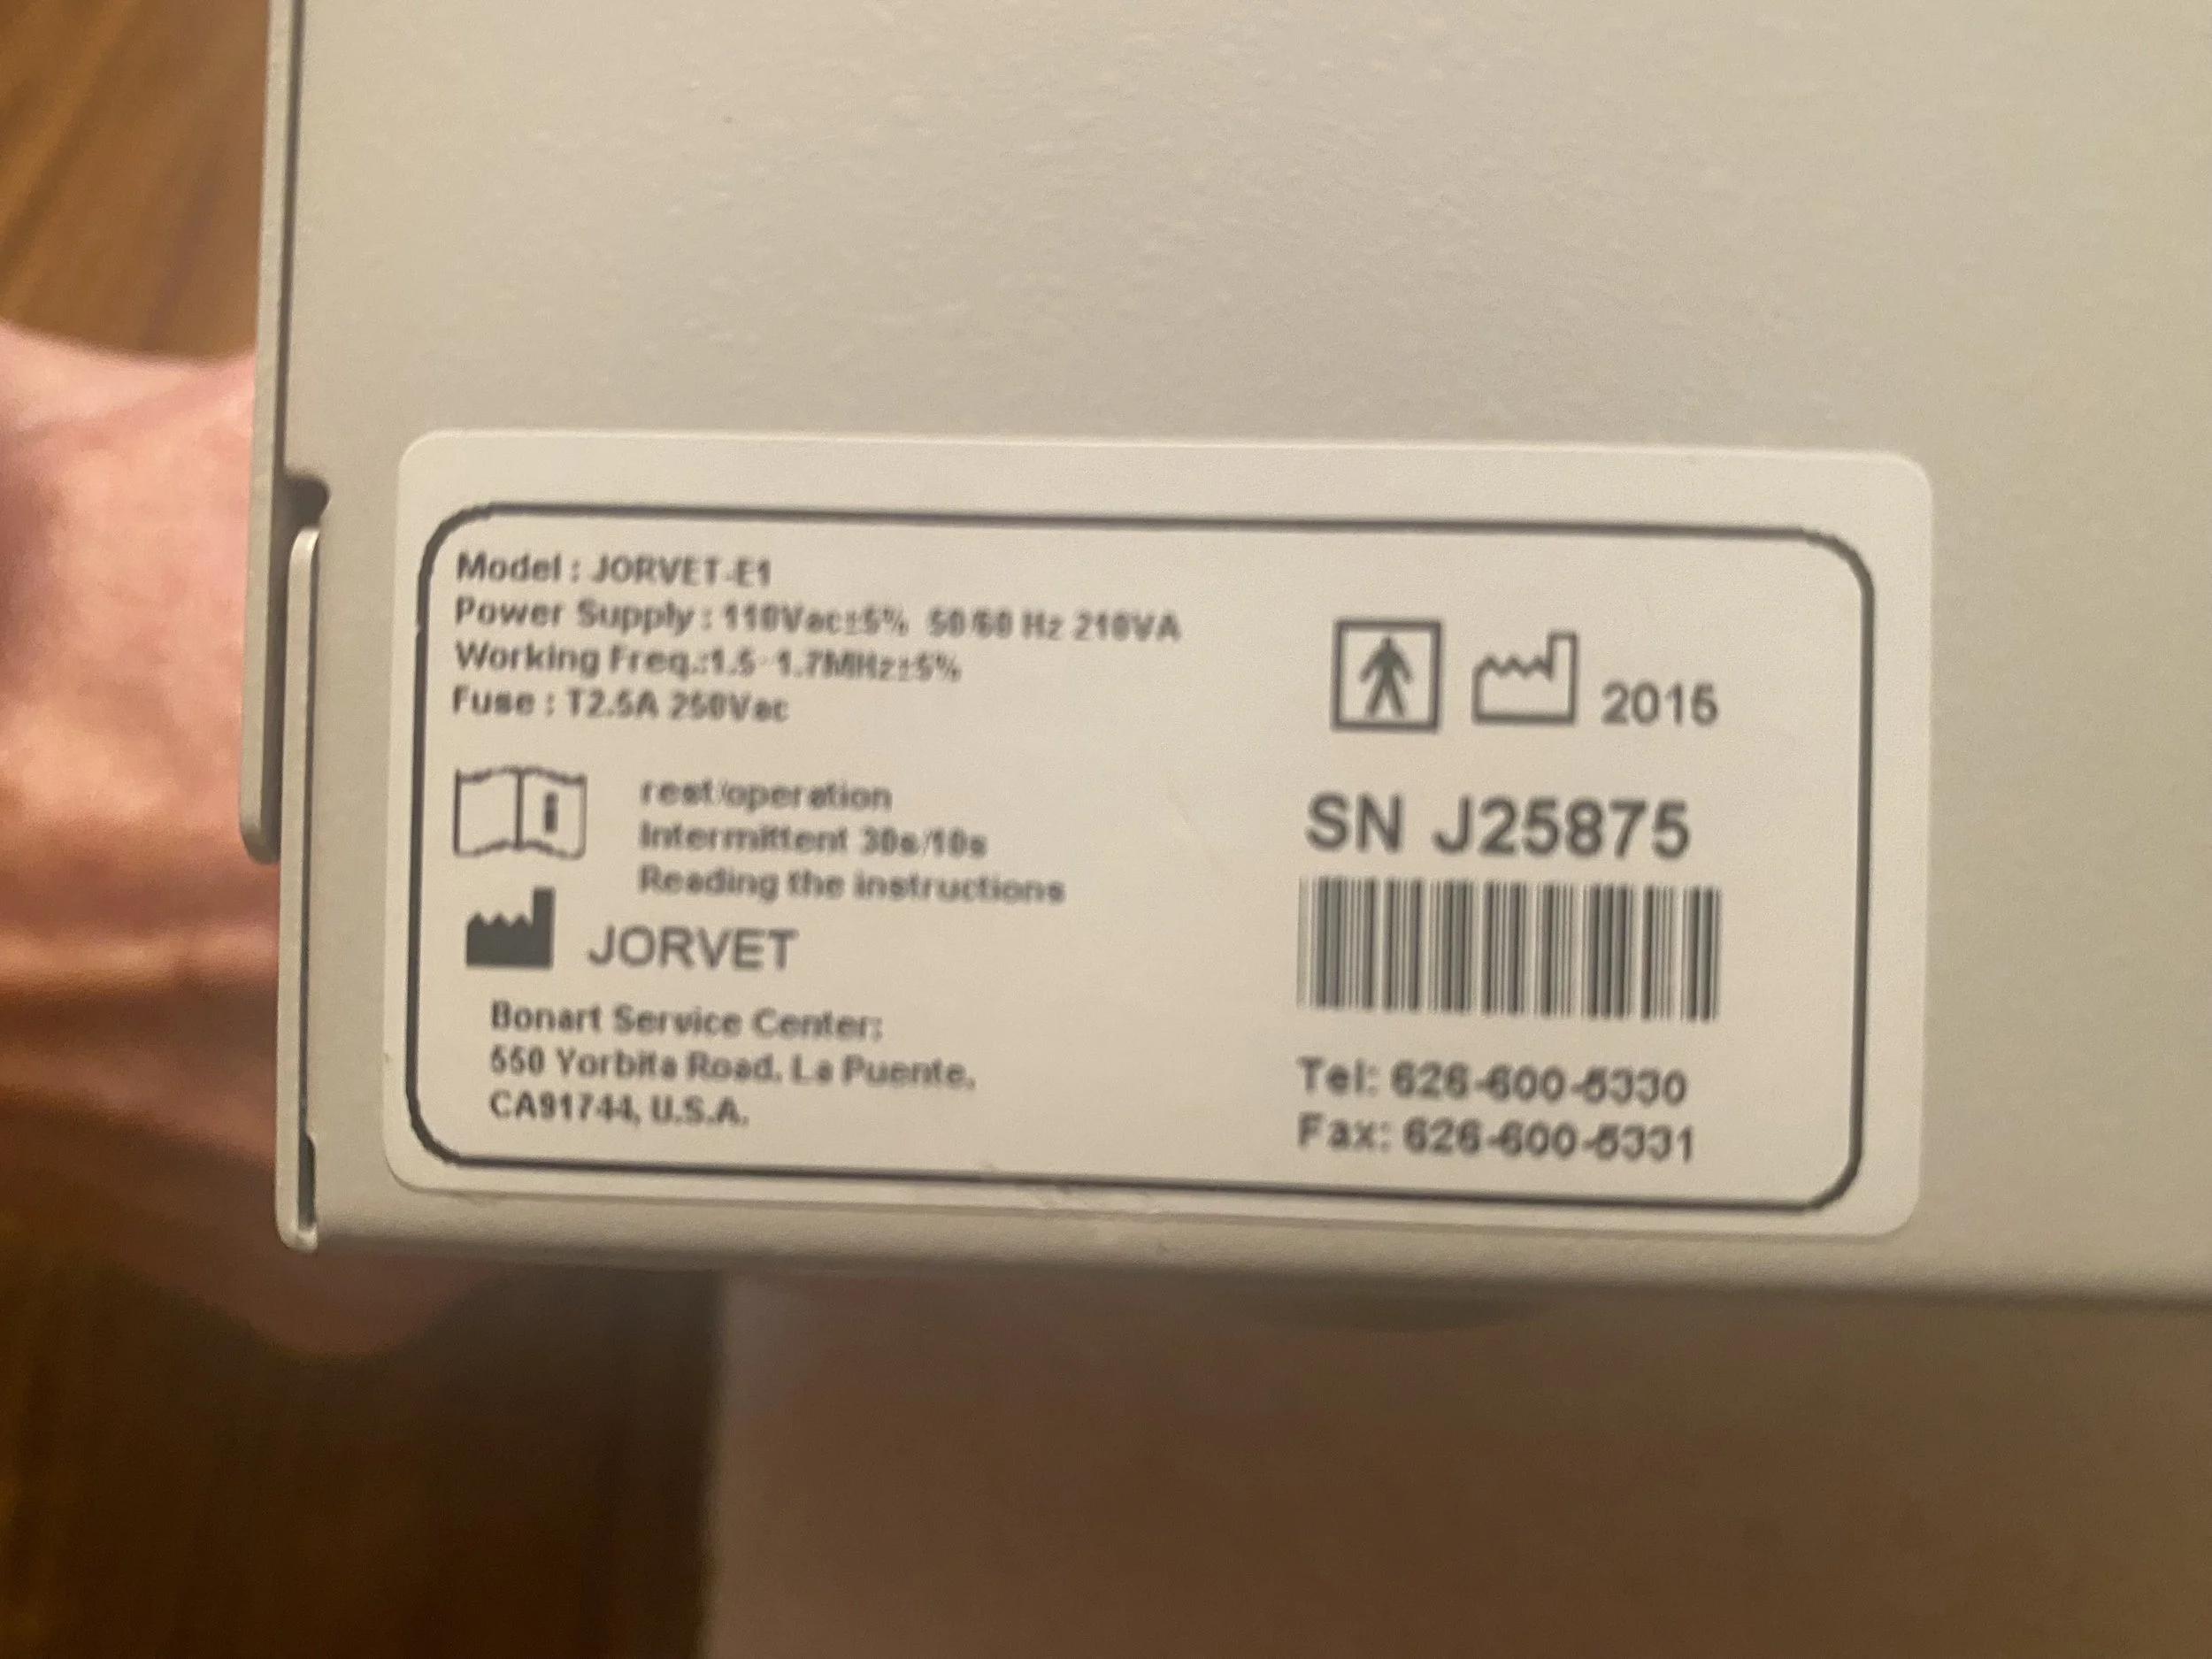 Model : JORVET-E1
Power Supply : 110Vac±5% 50/60 Hz 210VA
Working Freq.:1.5-1.7MHz±5%
Fuse : T2.5A 250Vac
rest/operation
Intermittent 30s/10s
Reading the instructions
JORVET
Bonart Service Center:
550 Yorbita Road, La Puente,
CA91744, U.S.A.
2015
SN J25875
Tel: 626-600-5330
Fax: 626-600-5331